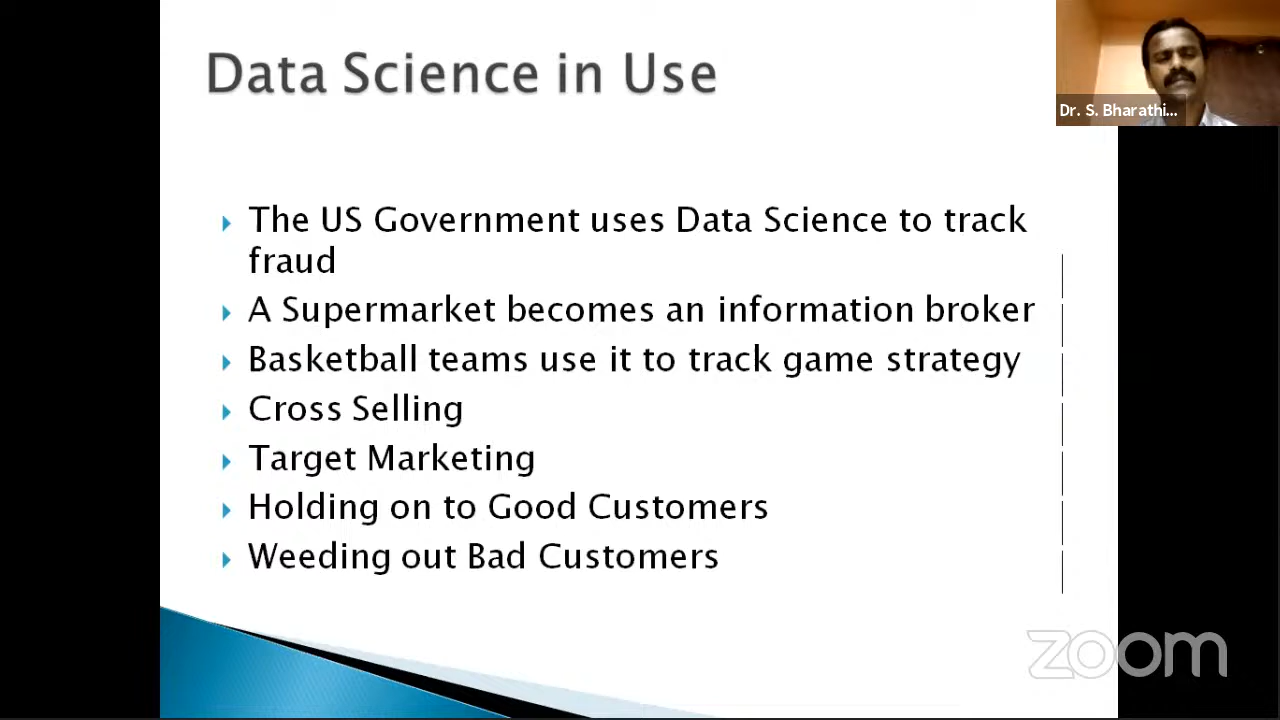 Data Science in Use
Dr. S. Bharathi...
The US Government uses Data Science to track
fraud
A Supermarket becomes an information broker
Basketball teams use it to track game strategy
Cross Selling
Target Marketing
Holding on to Good Customers
Weeding out Bad Customers
zoom